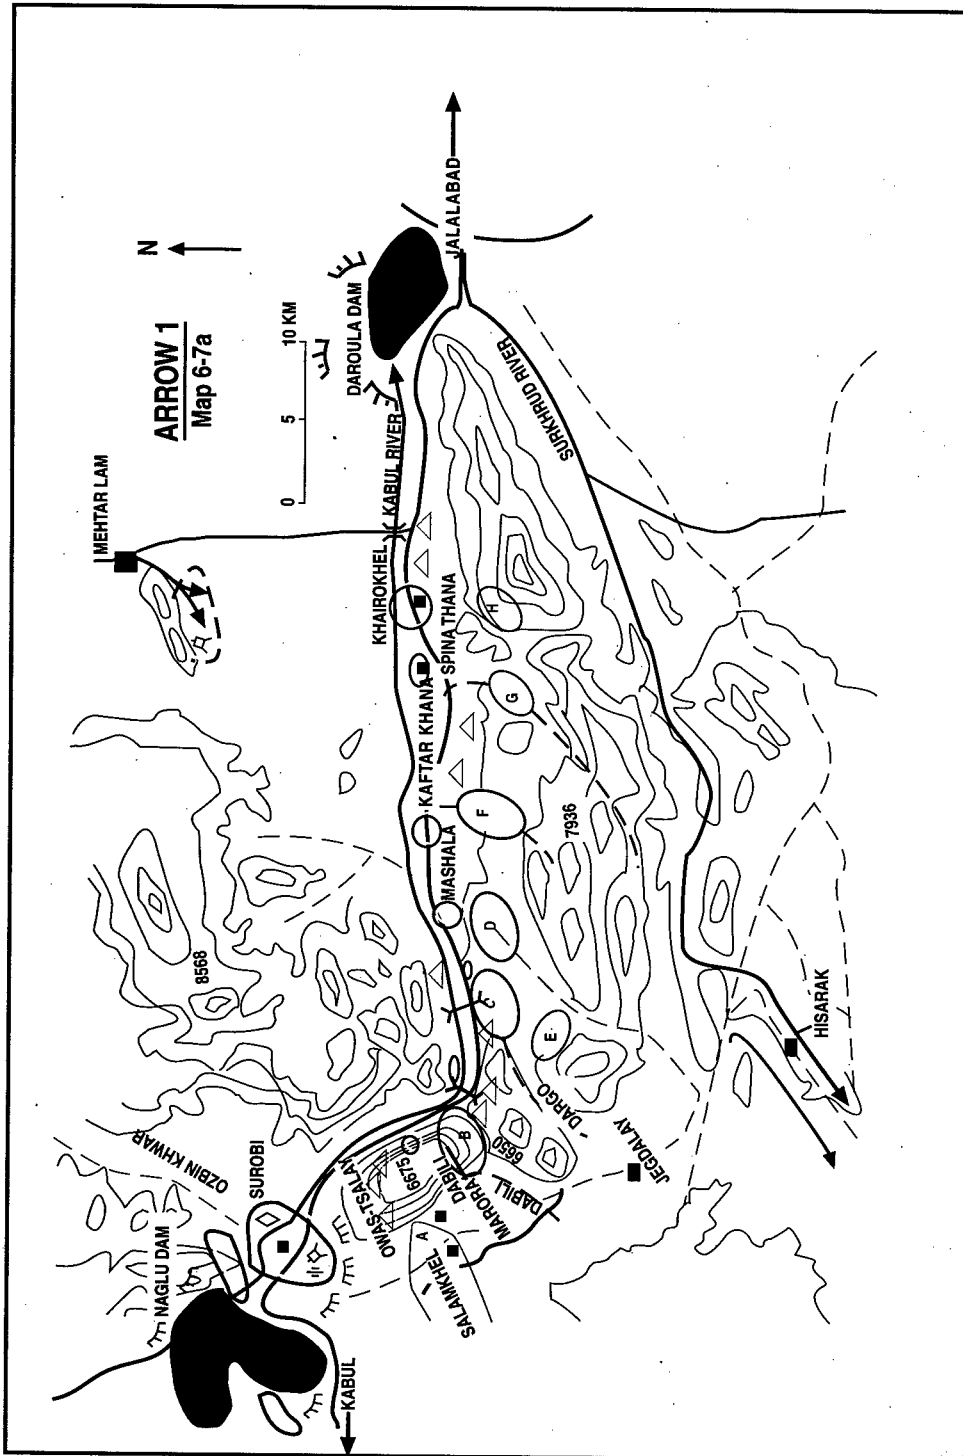 ARROW 1
Map 6-7a
N
0 5 10 KM
MEHTAR LAM
DAROULA DAM
JALALABAD
KABUL RIVER
KHAIROKHEL
SURKHRUD RIVER
SPINA THANA
KAFTAR KHANA
MASHALA
H
G
F
D
C
E
B
A
7936
8568
HISARAK
OZBIN KHWAR
SUROBI
NAGLU DAM
KABUL
OWAS-TSALAY
6675
DABILI
MARORA
DABILI
6650
DARGO
JEGDALAY
SALAMKHEL